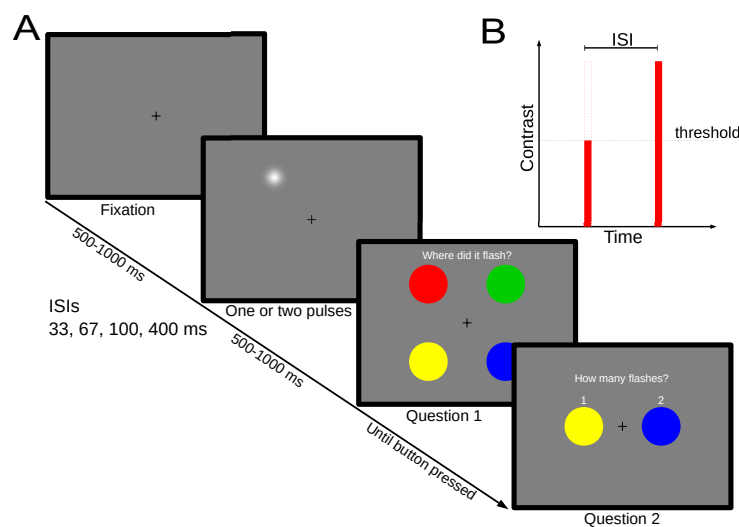 A
Fixation
500-1000 ms
One or two pulses
ISIs
33, 67, 100, 400 ms
500-1000 ms
Where did it flash?
Question 1
Until button pressed
How many flashes?
1 2
Question 2
B
ISI
Contrast
threshold
Time